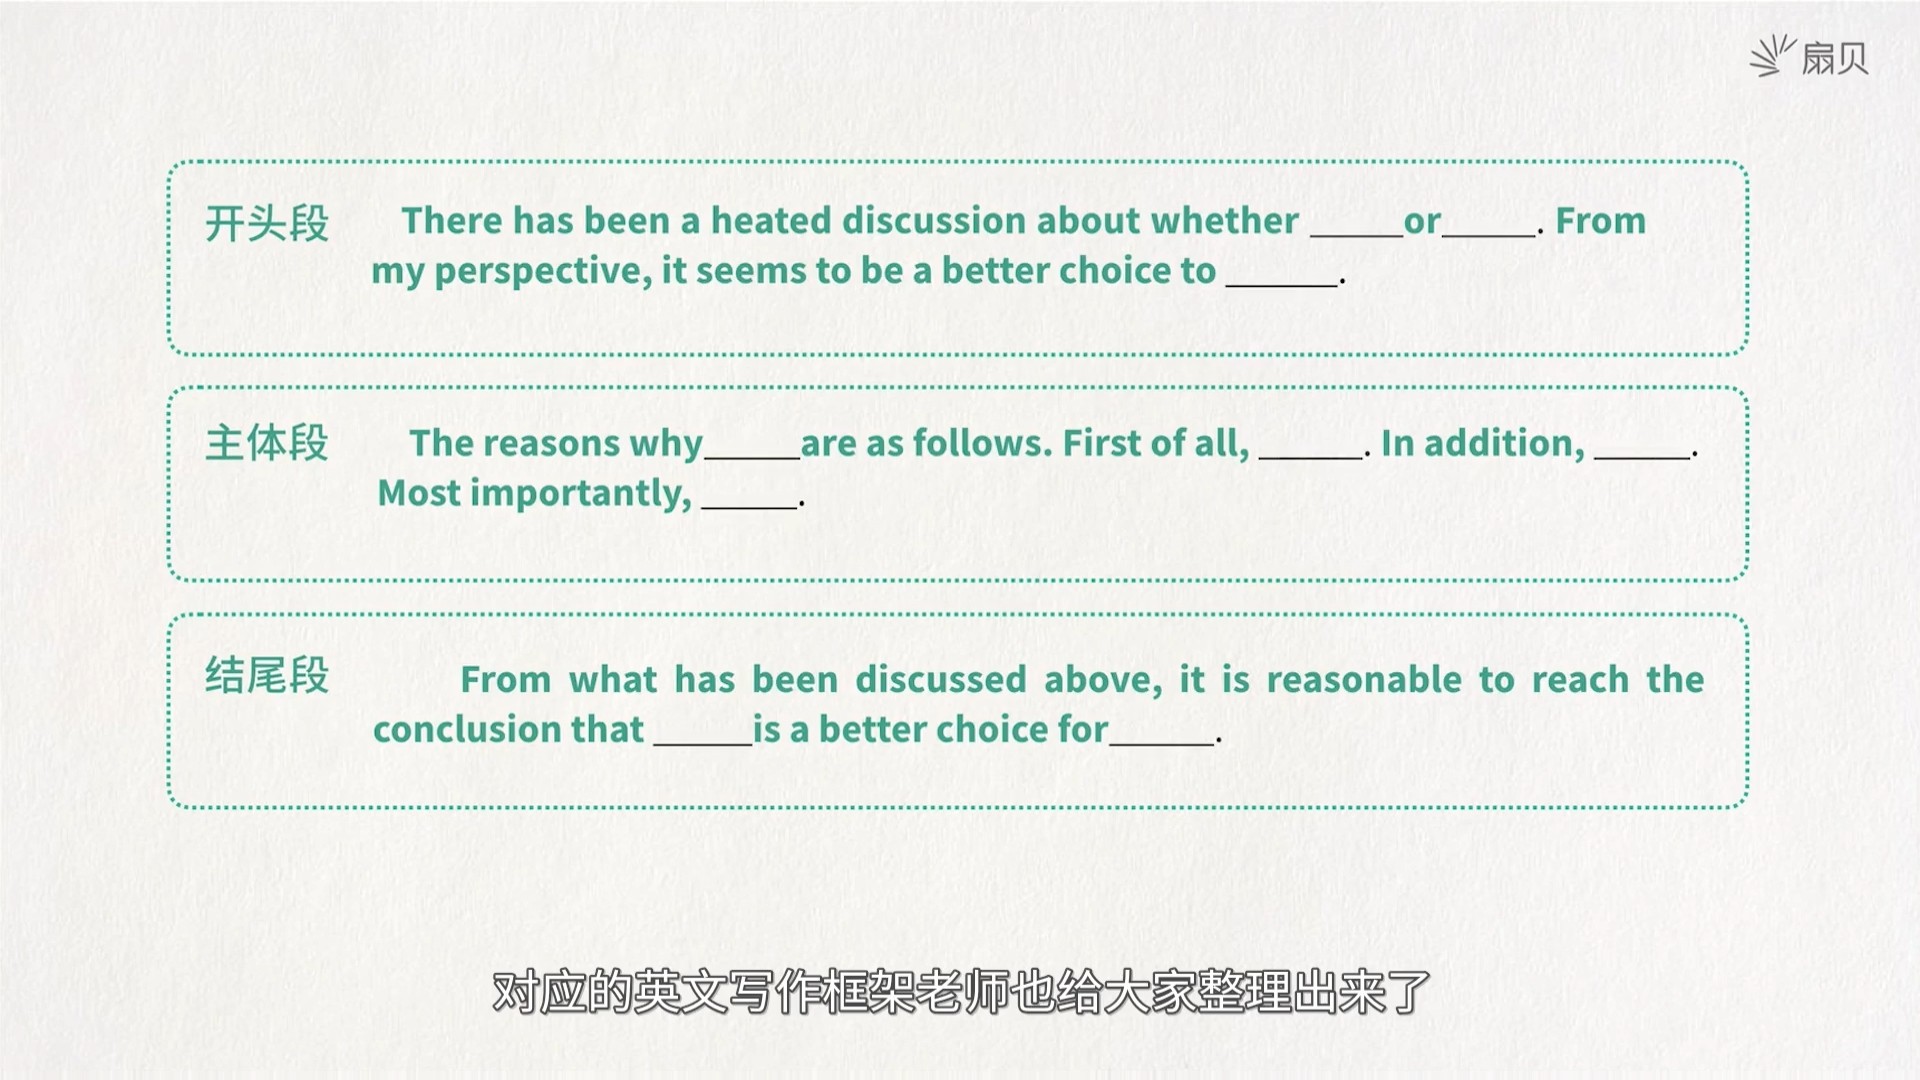 扇贝
开头段 There has been a heated discussion about whether _____or_____. From
my perspective, it seems to be a better choice to ______.
主体段 The reasons why_____are as follows. First of all, ______. In addition, _____.
Most importantly, _____.
结尾段 From what has been discussed above, it is reasonable to reach the
conclusion that _____is a better choice for______.
对应的英文写作框架老师也给大家整理出来了